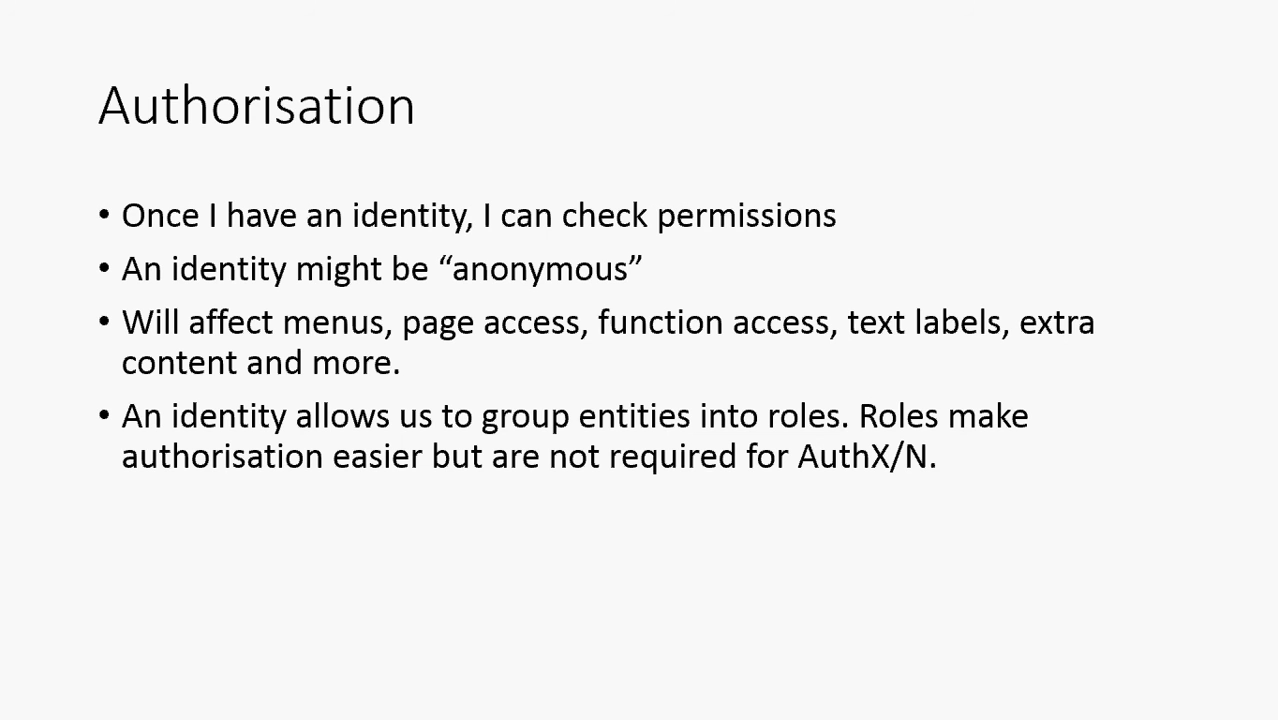 Authorisation
• Once I have an identity, I can check permissions
• An identity might be “anonymous”
• Will affect menus, page access, function access, text labels, extra
content and more.
• An identity allows us to group entities into roles. Roles make
authorisation easier but are not required for AuthX/N.